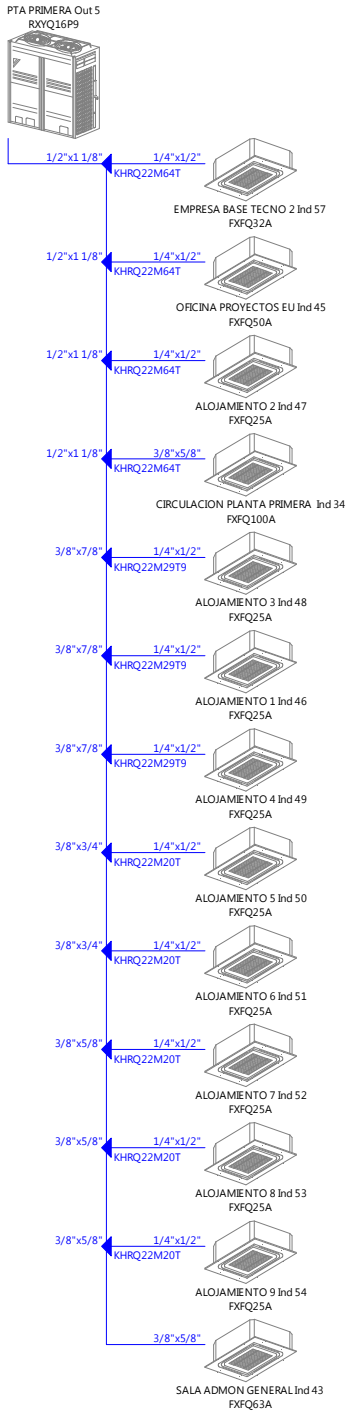 PTA PRIMERA Out 5
RXYQ16P9
1/2"x1 1/8" 1/4"x1/2"
KHRQ22M64T
EMPRESA BASE TECNO 2 Ind 57
FXFQ32A
1/2"x1 1/8" 1/4"x1/2"
KHRQ22M64T
OFICINA PROYECTOS EU Ind 45
FXFQ50A
1/2"x1 1/8" 1/4"x1/2"
KHRQ22M64T
ALOJAMIENTO 2 Ind 47
FXFQ25A
1/2"x1 1/8" 3/8"x5/8"
KHRQ22M64T
CIRCULACION PLANTA PRIMERA Ind 34
FXFQ100A
3/8"x7/8" 1/4"x1/2"
KHRQ22M29T9
ALOJAMIENTO 3 Ind 48
FXFQ25A
3/8"x7/8" 1/4"x1/2"
KHRQ22M29T9
ALOJAMIENTO 1 Ind 46
FXFQ25A
3/8"x7/8" 1/4"x1/2"
KHRQ22M29T9
ALOJAMIENTO 4 Ind 49
FXFQ25A
3/8"x3/4" 1/4"x1/2"
KHRQ22M20T
ALOJAMIENTO 5 Ind 50
FXFQ25A
3/8"x3/4" 1/4"x1/2"
KHRQ22M20T
ALOJAMIENTO 6 Ind 51
FXFQ25A
3/8"x5/8" 1/4"x1/2"
KHRQ22M20T
ALOJAMIENTO 7 Ind 52
FXFQ25A
3/8"x5/8" 1/4"x1/2"
KHRQ22M20T
ALOJAMIENTO 8 Ind 53
FXFQ25A
3/8"x5/8" 1/4"x1/2"
KHRQ22M20T
ALOJAMIENTO 9 Ind 54
FXFQ25A
3/8"x5/8"
SALA ADMON GENERAL Ind 43
FXFQ63A